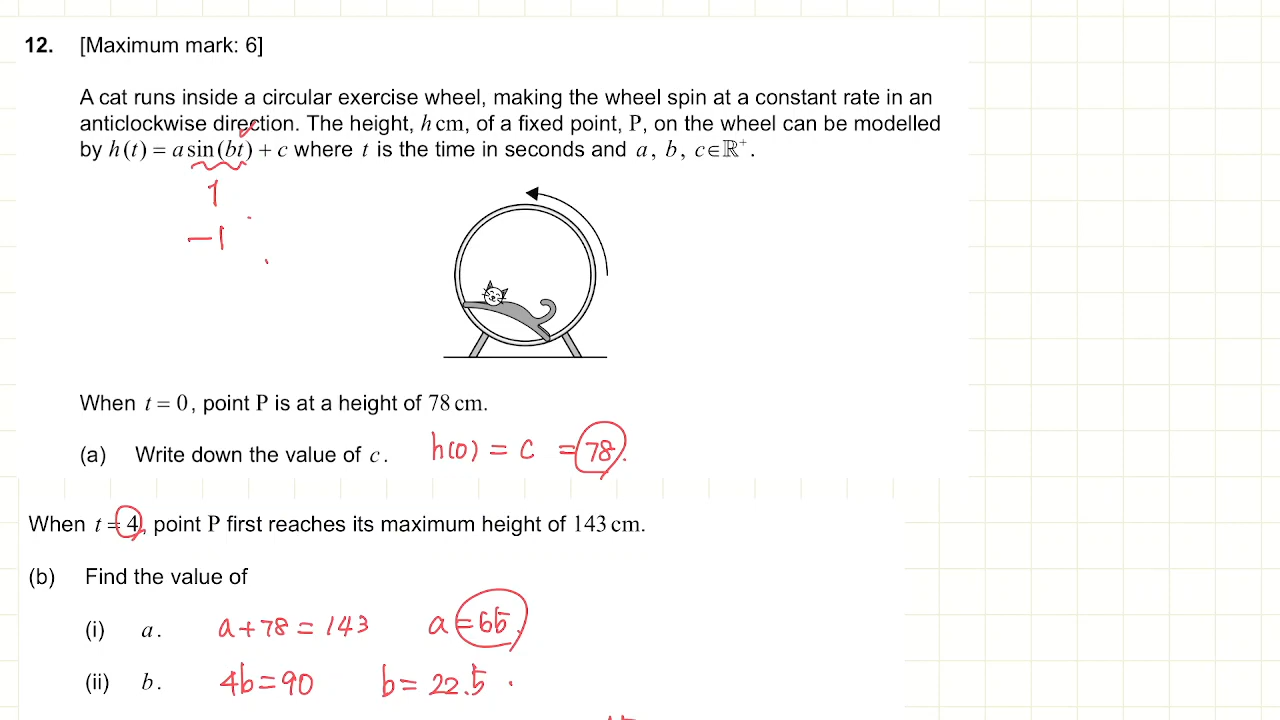 12. [Maximum mark: 6]
A cat runs inside a circular exercise wheel, making the wheel spin at a constant rate in an
anticlockwise direction. The height, h cm, of a fixed point, P, on the wheel can be modelled
by h(t) = a sin(bt) + c where t is the time in seconds and a, b, c ∈ ℝ⁺.
1
−1
When t = 0, point P is at a height of 78 cm.
(a) Write down the value of c. h(0) = c = 78.
When t = 4, point P first reaches its maximum height of 143 cm.
(b) Find the value of
(i) a. a + 78 = 143 a = 65.
(ii) b. 4b = 90 b = 22.5.